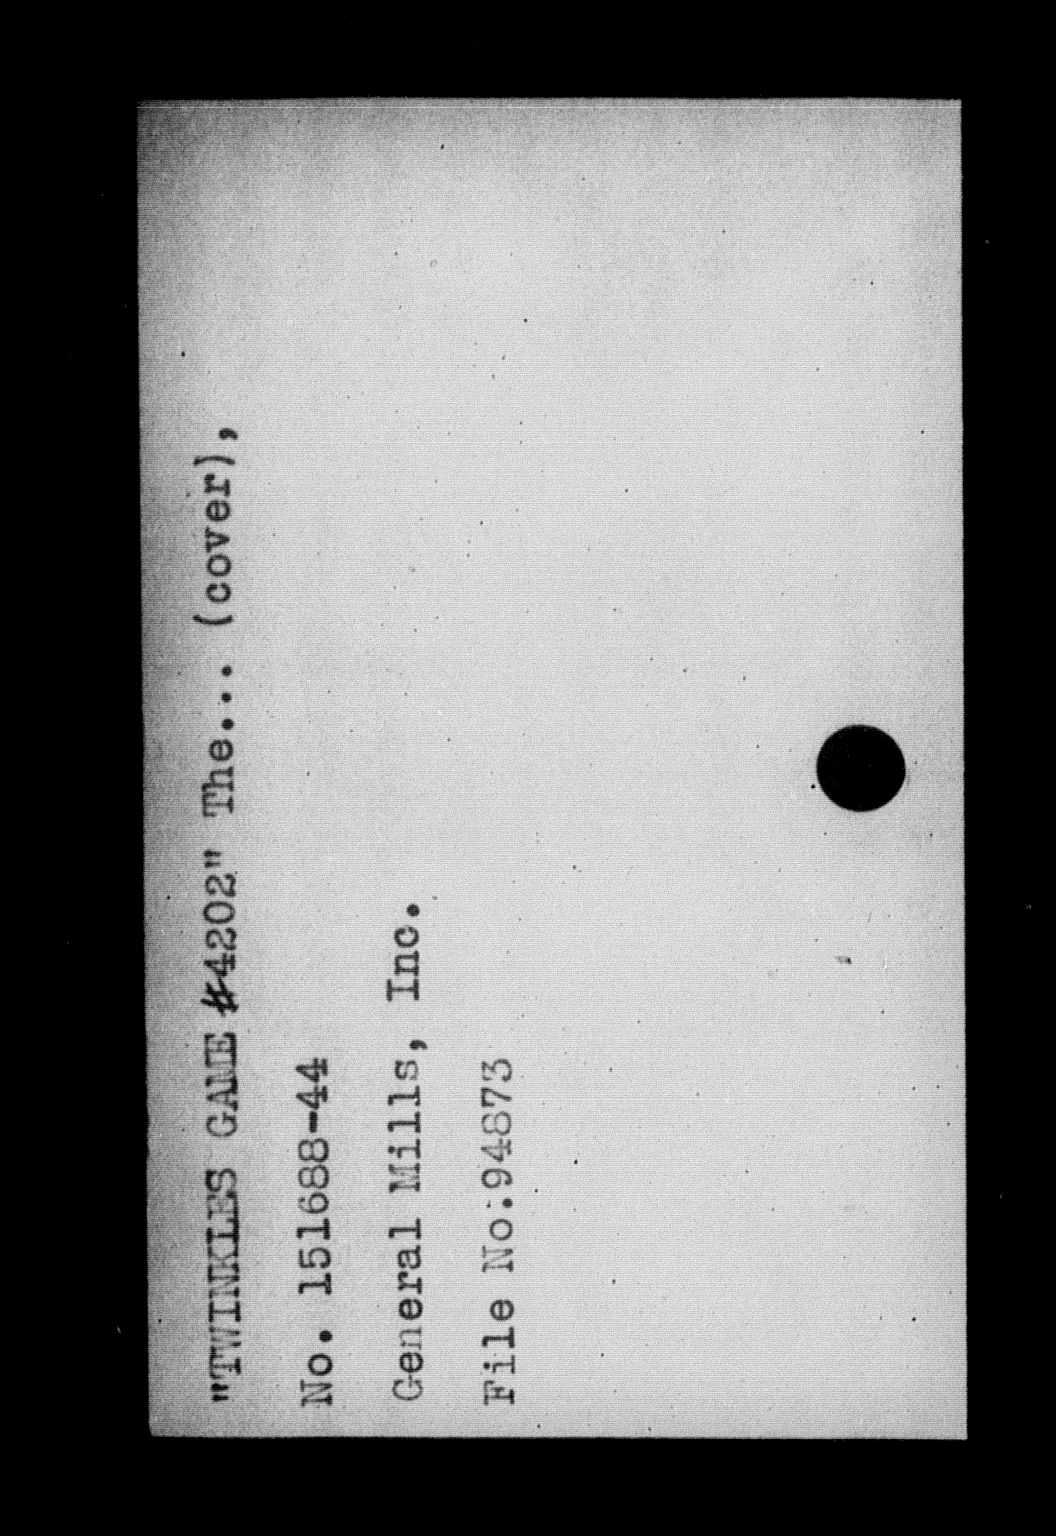 "TWINKLES GAME #4202" The... (cover),
No. 151688-44
General Mills, Inc.
File No.:94873